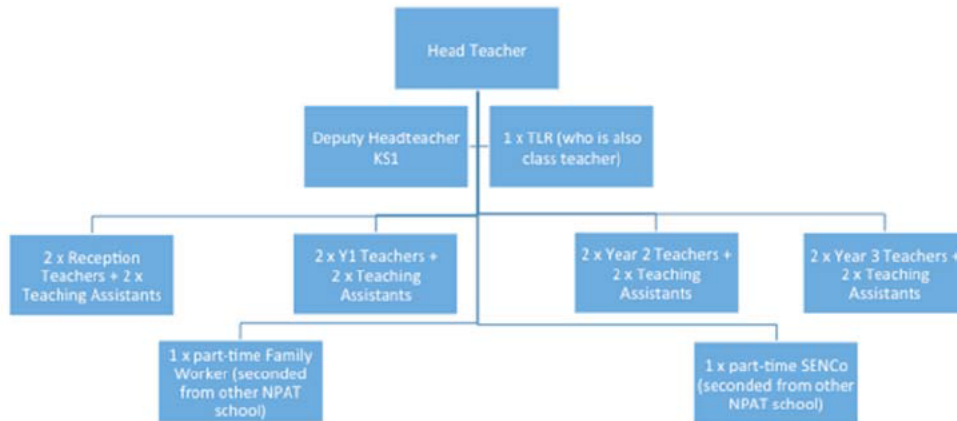 Head Teacher
Deputy Headteacher
KS1
1 x TLR (who is also
class teacher)
2 x Reception
Teachers + 2 x
Teaching Assistants
2 x Y1 Teachers +
2 x Teaching
Assistants
2 x Year 2 Teachers +
2 x Teaching
Assistants
2 x Year 3 Teachers +
2 x Teaching
Assistants
1 x part-time Family
Worker (seconded
from other NPAT
school)
1 x part-time SENCo
(seconded from other
NPAT school)